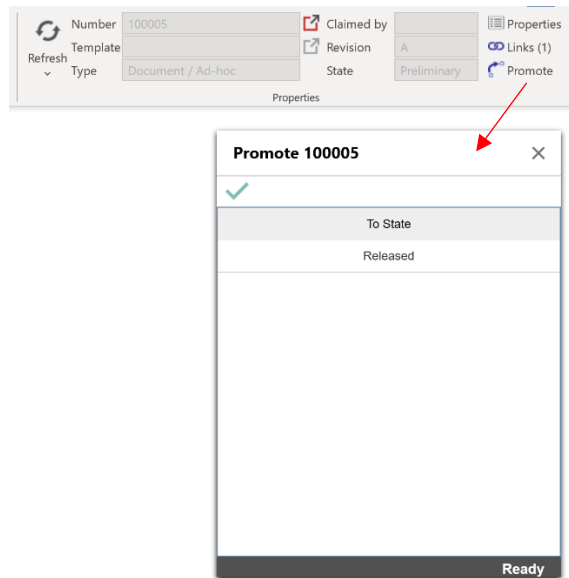 Number 100005 Claimed by Properties
Template Revision A Links (1)
Refresh
Type Document / Ad-hoc State Preliminary Promote
Properties
Promote 100005
To State
Released
Ready